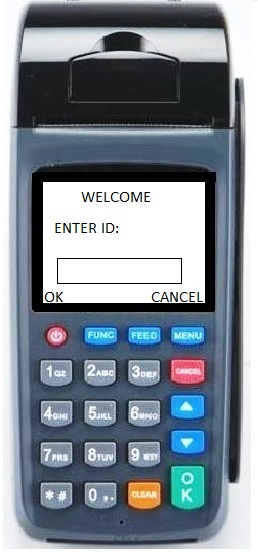 WELCOME
ENTER ID:
OK CANCEL
FUNC FEED MENU
1QZ 2ABC 3DEF CANCEL
4GHI 5JKL 6MNO
7PRS 8TUV 9WXY
*# 0 CLEAR OK